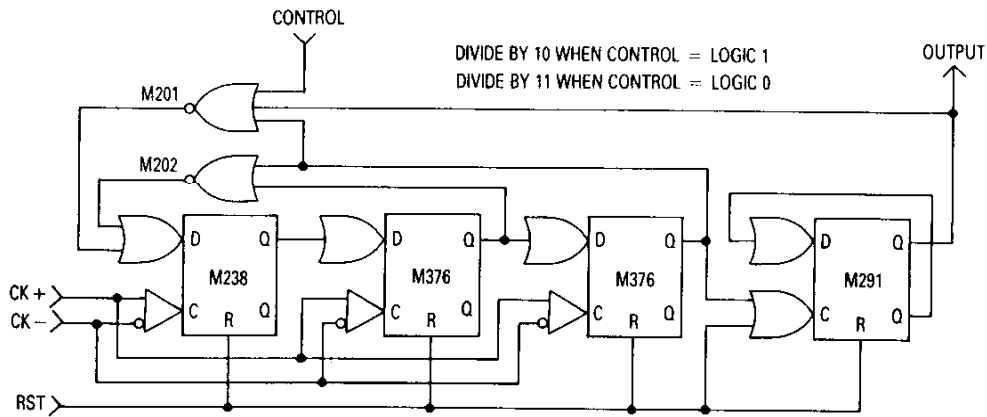 CONTROL
DIVIDE BY 10 WHEN CONTROL = LOGIC 1
DIVIDE BY 11 WHEN CONTROL = LOGIC 0
OUTPUT
M201
M202
D Q
M238
C Q
R
D Q
M376
C Q
R
D Q
M376
C Q
R
D Q
M291
C Q
R
CK+
CK-
RST